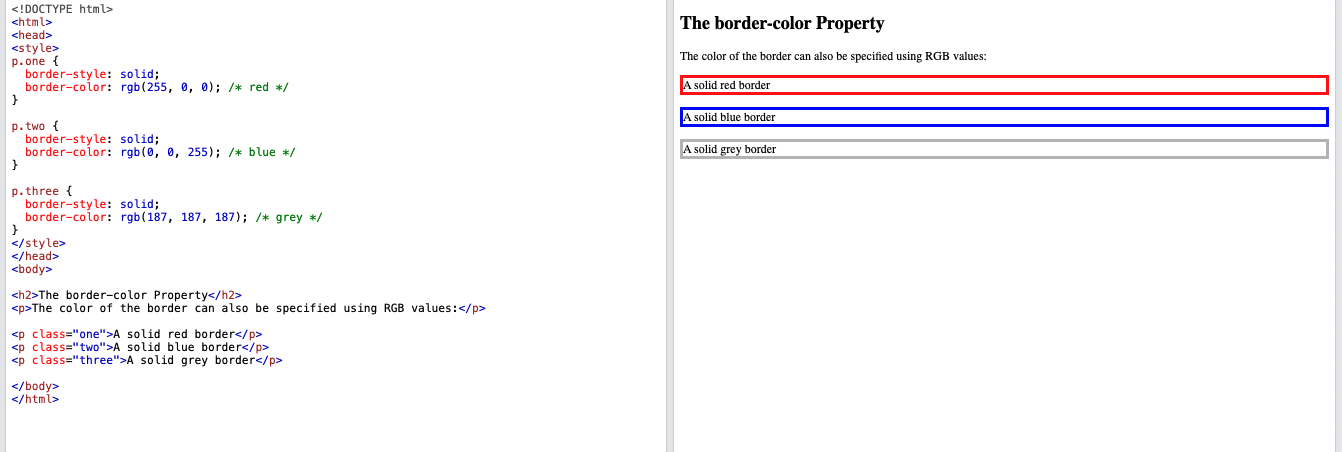 <!DOCTYPE html>
<html>
<head>
<style>
p.one {
  border-style: solid;
  border-color: rgb(255, 0, 0); /* red */
}

p.two {
  border-style: solid;
  border-color: rgb(0, 0, 255); /* blue */
}

p.three {
  border-style: solid;
  border-color: rgb(187, 187, 187); /* grey */
}
</style>
</head>
<body>

<h2>The border-color Property</h2>
<p>The color of the border can also be specified using RGB values:</p>

<p class="one">A solid red border</p>
<p class="two">A solid blue border</p>
<p class="three">A solid grey border</p>

</body>
</html>
The border-color Property
The color of the border can also be specified using RGB values:
A solid red border
A solid blue border
A solid grey border